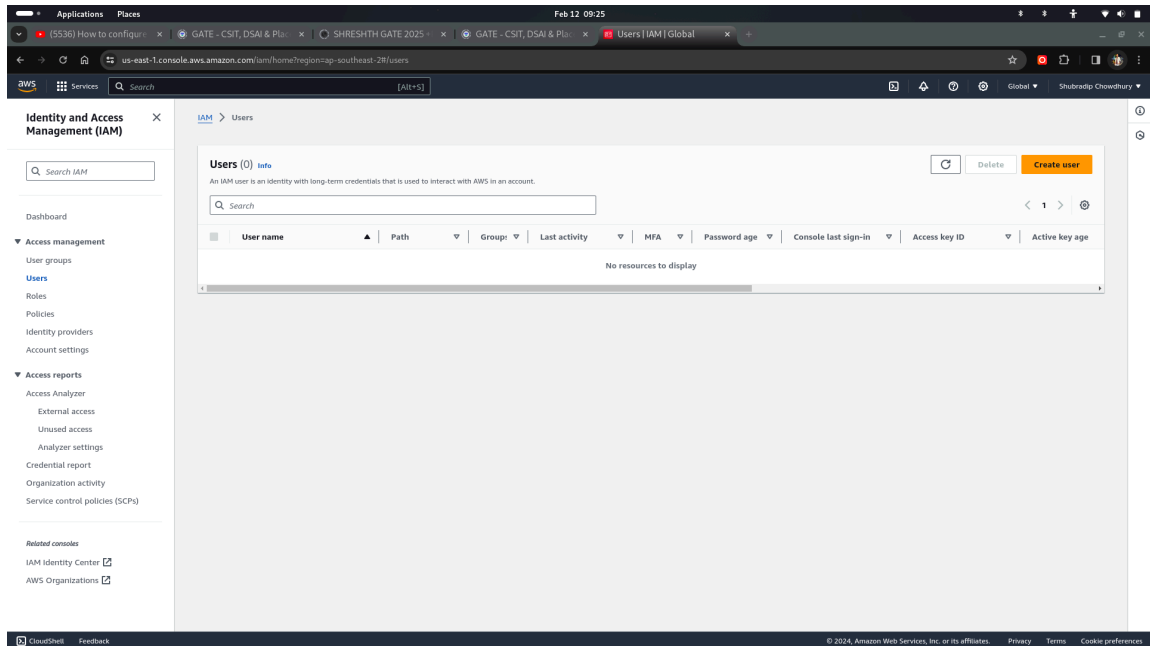 Applications Places Feb 12 09:25
(5536) How to configure GATE - CSIT, DSAI & Plac SHRESHTH GATE 2025 GATE - CSIT, DSAI & Plac Users | IAM | Global
us-east-1.console.aws.amazon.com/iam/home?region=ap-southeast-2#/users
aws Services Search [Alt+S] Global Shubradip Chowdhury
Identity and Access
Management (IAM)
Search IAM
Dashboard
Access management
User groups
Users
Roles
Policies
Identity providers
Account settings
Access reports
Access Analyzer
External access
Unused access
Analyzer settings
Credential report
Organization activity
Service control policies (SCPs)
Related consoles
IAM Identity Center
AWS Organizations
IAM > Users
Users (0) Info
Delete Create user
An IAM user is an identity with long-term credentials that is used to interact with AWS in an account.
Search
1
User name Path Group: Last activity MFA Password age Console last sign-in Access key ID Active key age
No resources to display
CloudShell Feedback © 2024, Amazon Web Services, Inc. or its affiliates. Privacy Terms Cookie preferences